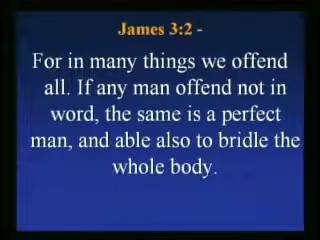 James 3:2 -
For in many things we offend
all. If any man offend not in
word, the same is a perfect
man, and able also to bridle the
whole body.